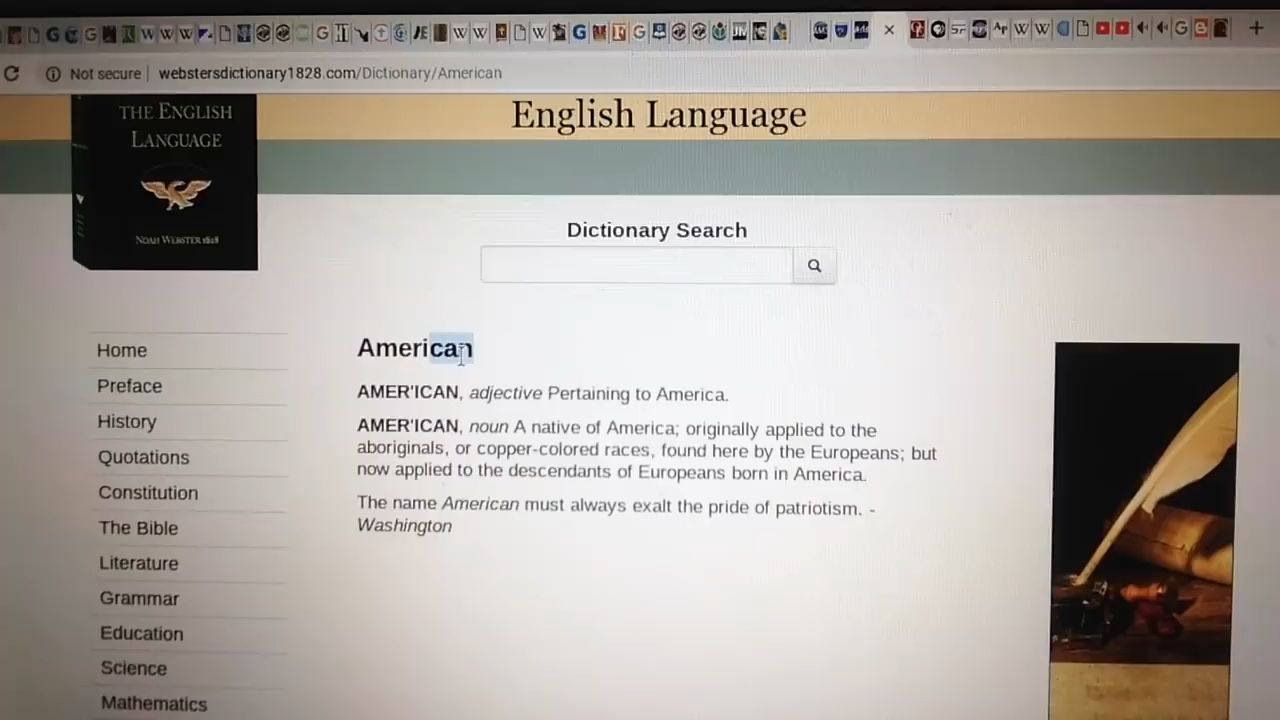 Not secure | webstersdictionary1828.com/Dictionary/American
THE ENGLISH
LANGUAGE
NOAH WEBSTER 1828
English Language
Dictionary Search
Home
Preface
History
Quotations
Constitution
The Bible
Literature
Grammar
Education
Science
Mathematics
American
AMER'ICAN, adjective Pertaining to America.
AMER'ICAN, noun A native of America; originally applied to the
aboriginals, or copper-colored races, found here by the Europeans; but
now applied to the descendants of Europeans born in America.
The name American must always exalt the pride of patriotism. -
Washington